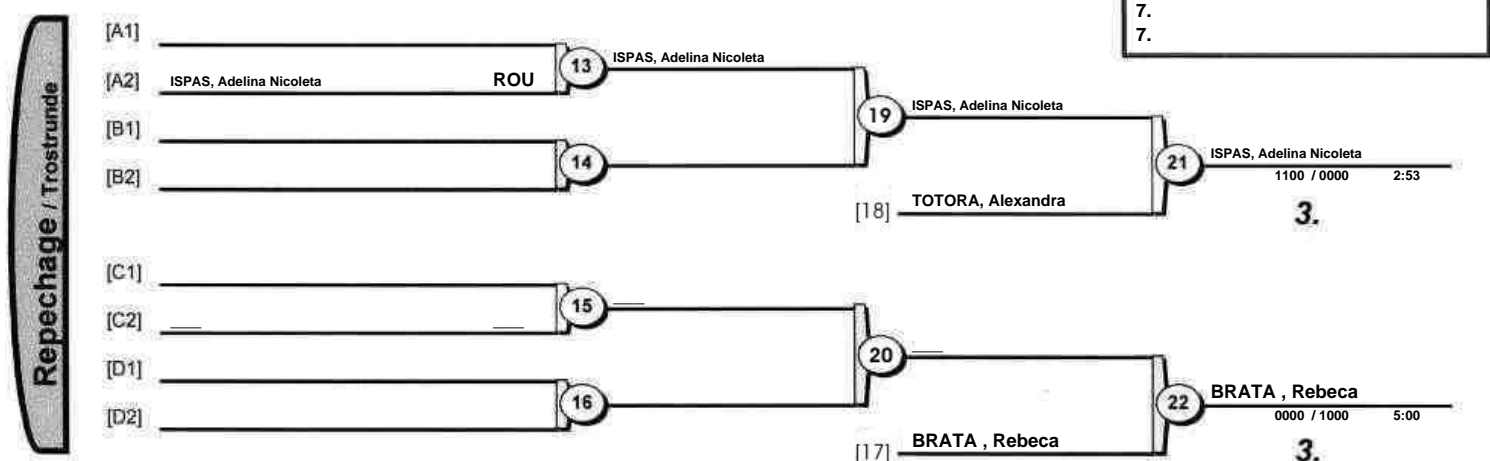 7.
7.
Repechage / Trostrunde
[A1]
[A2] ISPAS, Adelina Nicoleta ROU
13 ISPAS, Adelina Nicoleta
[B1]
[B2]
14
19 ISPAS, Adelina Nicoleta
[18] TOTORA, Alexandra
21 ISPAS, Adelina Nicoleta
1100 / 0000 2:53
3.
[C1]
[C2]
15
[D1]
[D2]
16
20
[17] BRATA , Rebeca
22 BRATA , Rebeca
0000 / 1000 5:00
3.